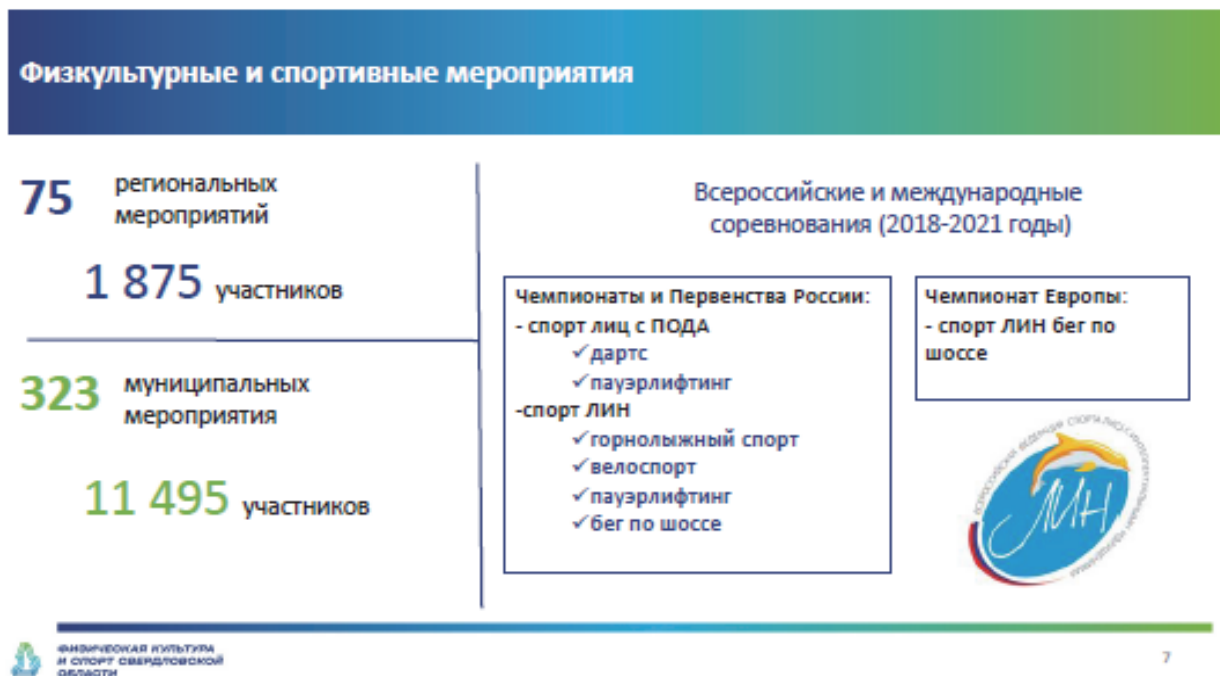 Физкультурные и спортивные мероприятия
75 региональных
мероприятий
1 875 участников
323 муниципальных
мероприятия
11 495 участников
Всероссийские и международные
соревнования (2018-2021 годы)
Чемпионаты и Первенства России:
- спорт лиц с ПОДА
✓дартс
✓пауэрлифтинг
-спорт ЛИН
✓горнолыжный спорт
✓велоспорт
✓пауэрлифтинг
✓бег по шоссе
Чемпионат Европы:
- спорт ЛИН бег по
шоссе
ЛИН
ФИЗИЧЕСКАЯ КУЛЬТУРА
И СПОРТ СВЕРДЛОВСКОЙ
ОБЛАСТИ
7